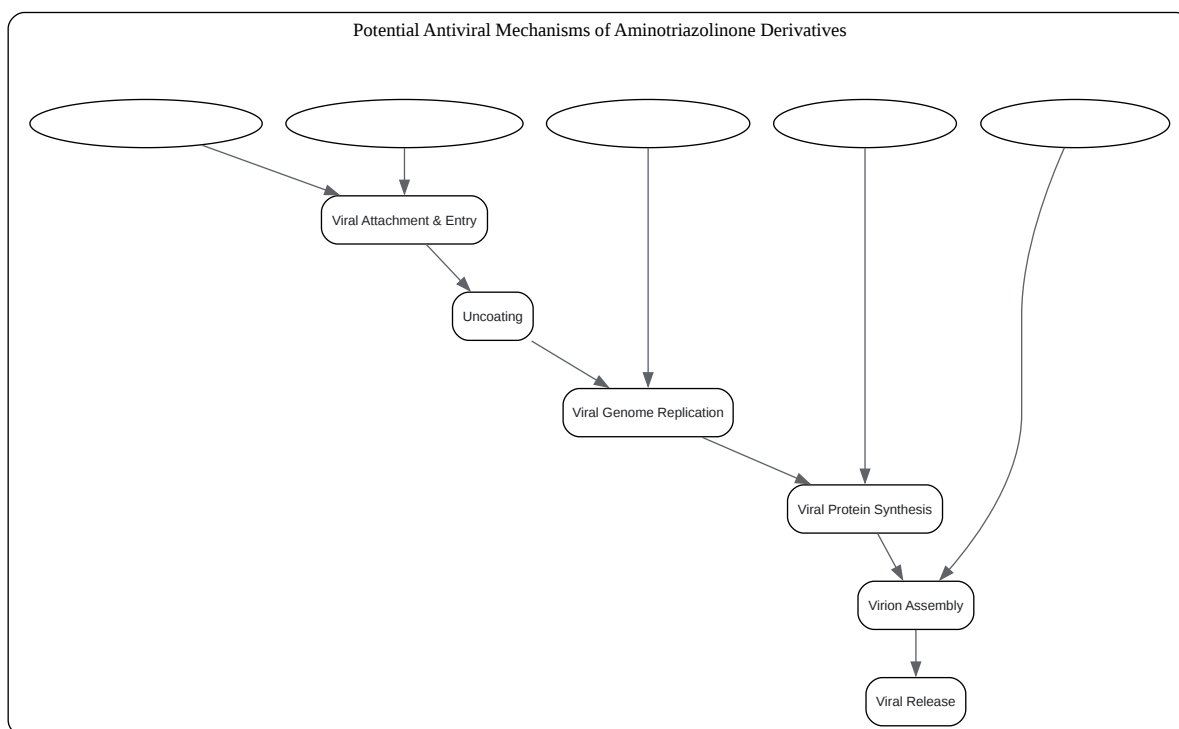 Potential Antiviral Mechanisms of Aminotriazolinone Derivatives
Viral Attachment & Entry
Uncoating
Viral Genome Replication
Viral Protein Synthesis
Virion Assembly
Viral Release